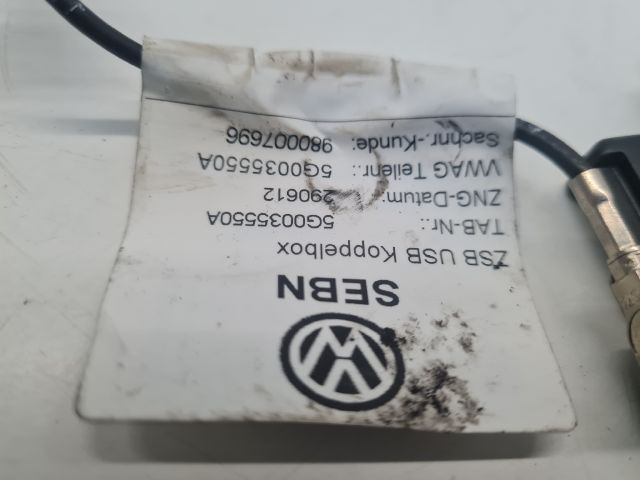 SEBN
ZSB USB Koppelbox
TAB-Nr.: 5G0035550A
ZNG-Datum: 290612
VWAG Teilenr.: 5G0035550A
Sachnr.-Kunde: 980007696